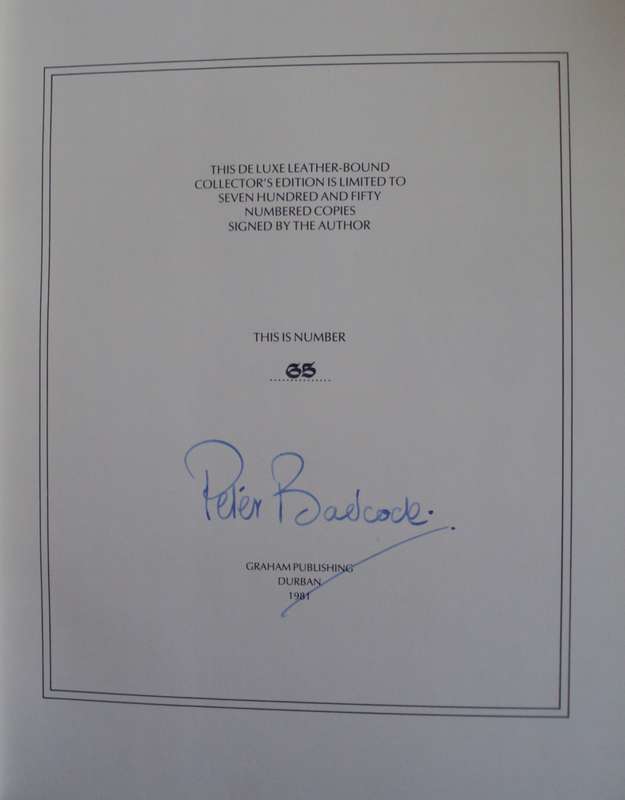 THIS DE LUXE LEATHER-BOUND
COLLECTOR'S EDITION IS LIMITED TO
SEVEN HUNDRED AND FIFTY
NUMBERED COPIES
SIGNED BY THE AUTHOR
THIS IS NUMBER
65
Peter Badcock.
GRAHAM PUBLISHING
DURBAN
1981